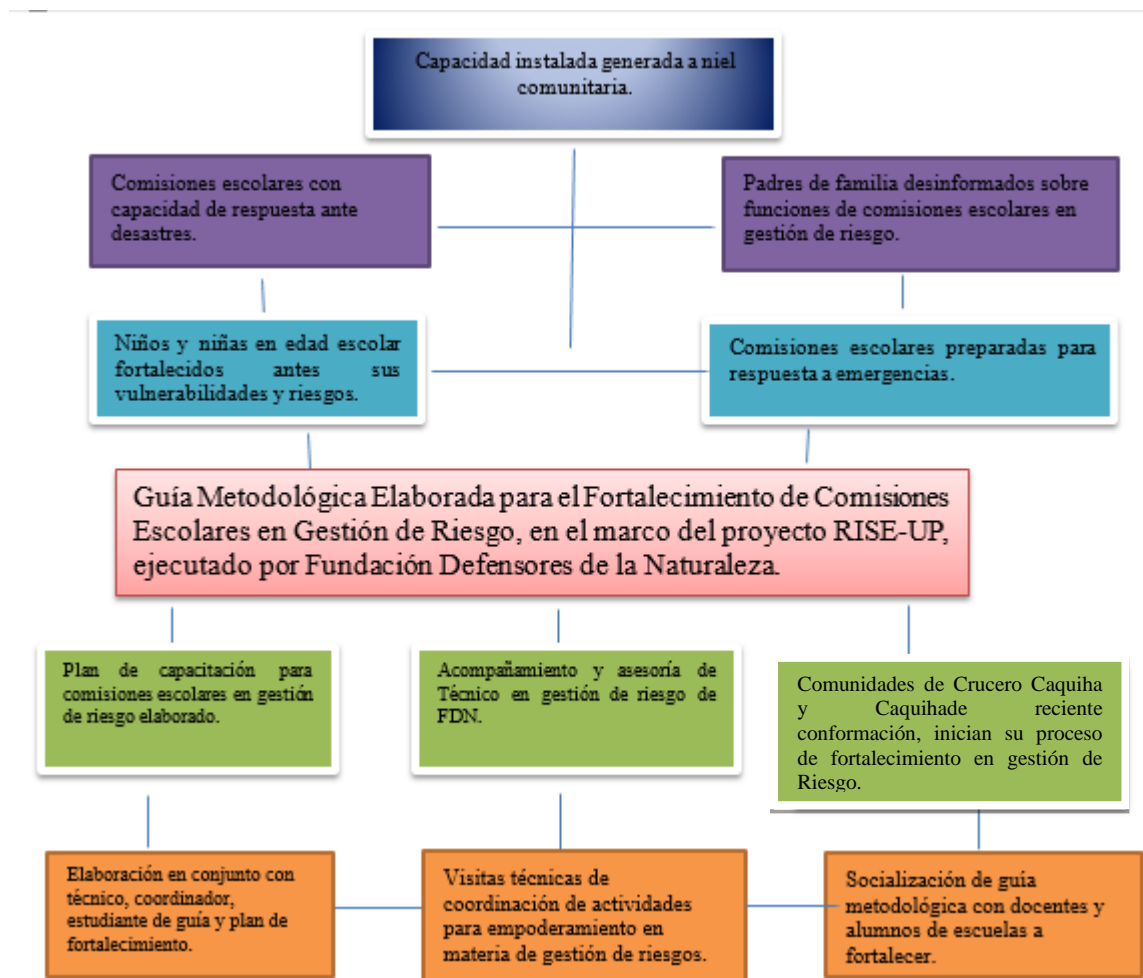 Capacidad instalada generada a niel
comunitaria.
Comisiones escolares con
capacidad de respuesta ante
desastres.
Padres de familia desinformados sobre
funciones de comisiones escolares en
gestión de riesgo.
Niños y niñas en edad escolar
fortalecidos antes sus
vulnerabilidades y riesgos.
Comisiones escolares preparadas para
respuesta a emergencias.
Guía Metodológica Elaborada para el Fortalecimiento de Comisiones
Escolares en Gestión de Riesgo, en el marco del proyecto RISE-UP,
ejecutado por Fundación Defensores de la Naturaleza.
Plan de capacitación para
comisiones escolares en gestión
de riesgo elaborado.
Acompañamiento y asesoría de
Técnico en gestión de riesgo de
FDN.
Comunidades de Crucero Caquiha
y Caquihade reciente
conformación, inician su proceso
de fortalecimiento en gestión de
Riesgo.
Elaboración en conjunto con
técnico, coordinador,
estudiante de guía y plan de
fortalecimiento.
Visitas técnicas de
coordinación de actividades
para empoderamiento en
materia de gestión de riesgos.
Socialización de guía
metodológica con docentes y
alumnos de escuelas a
fortalecer.